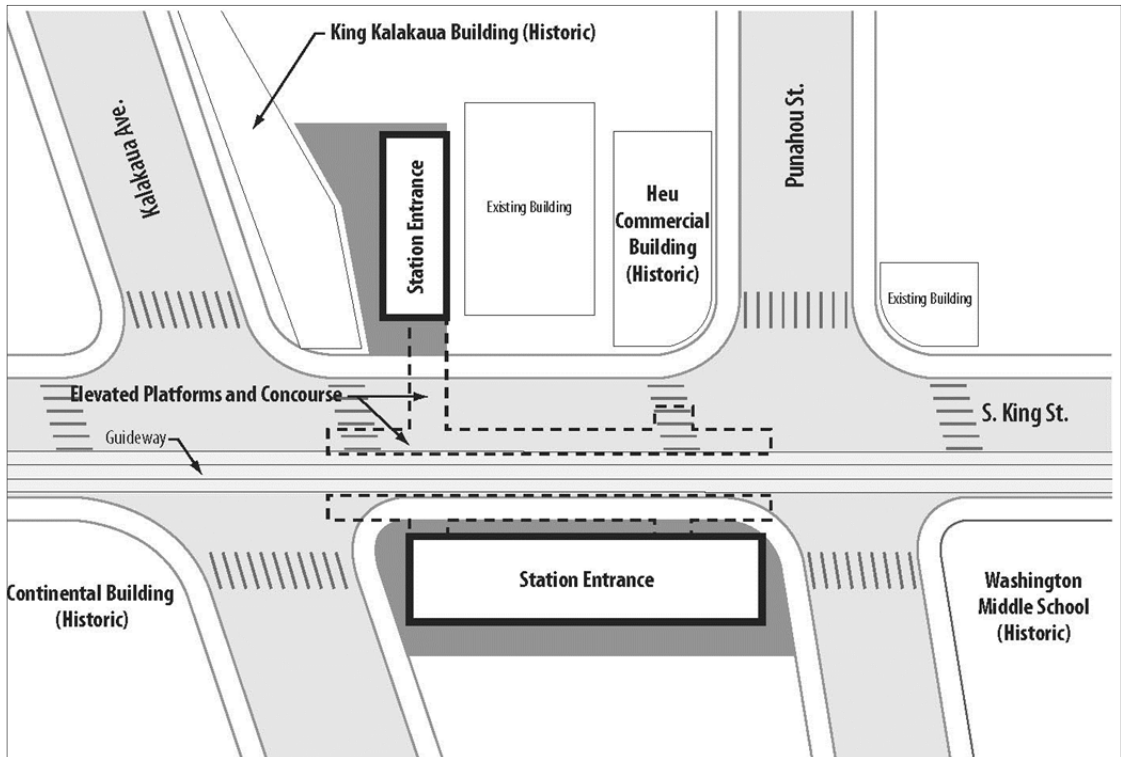 King Kalakaua Building (Historic)
Kalakaua Ave.
Station Entrance
Existing Building
Heu
Commercial
Building
(Historic)
Punahou St.
Existing Building
Elevated Platforms and Concourse
S. King St.
Guideway
Continental Building
(Historic)
Station Entrance
Washington
Middle School
(Historic)